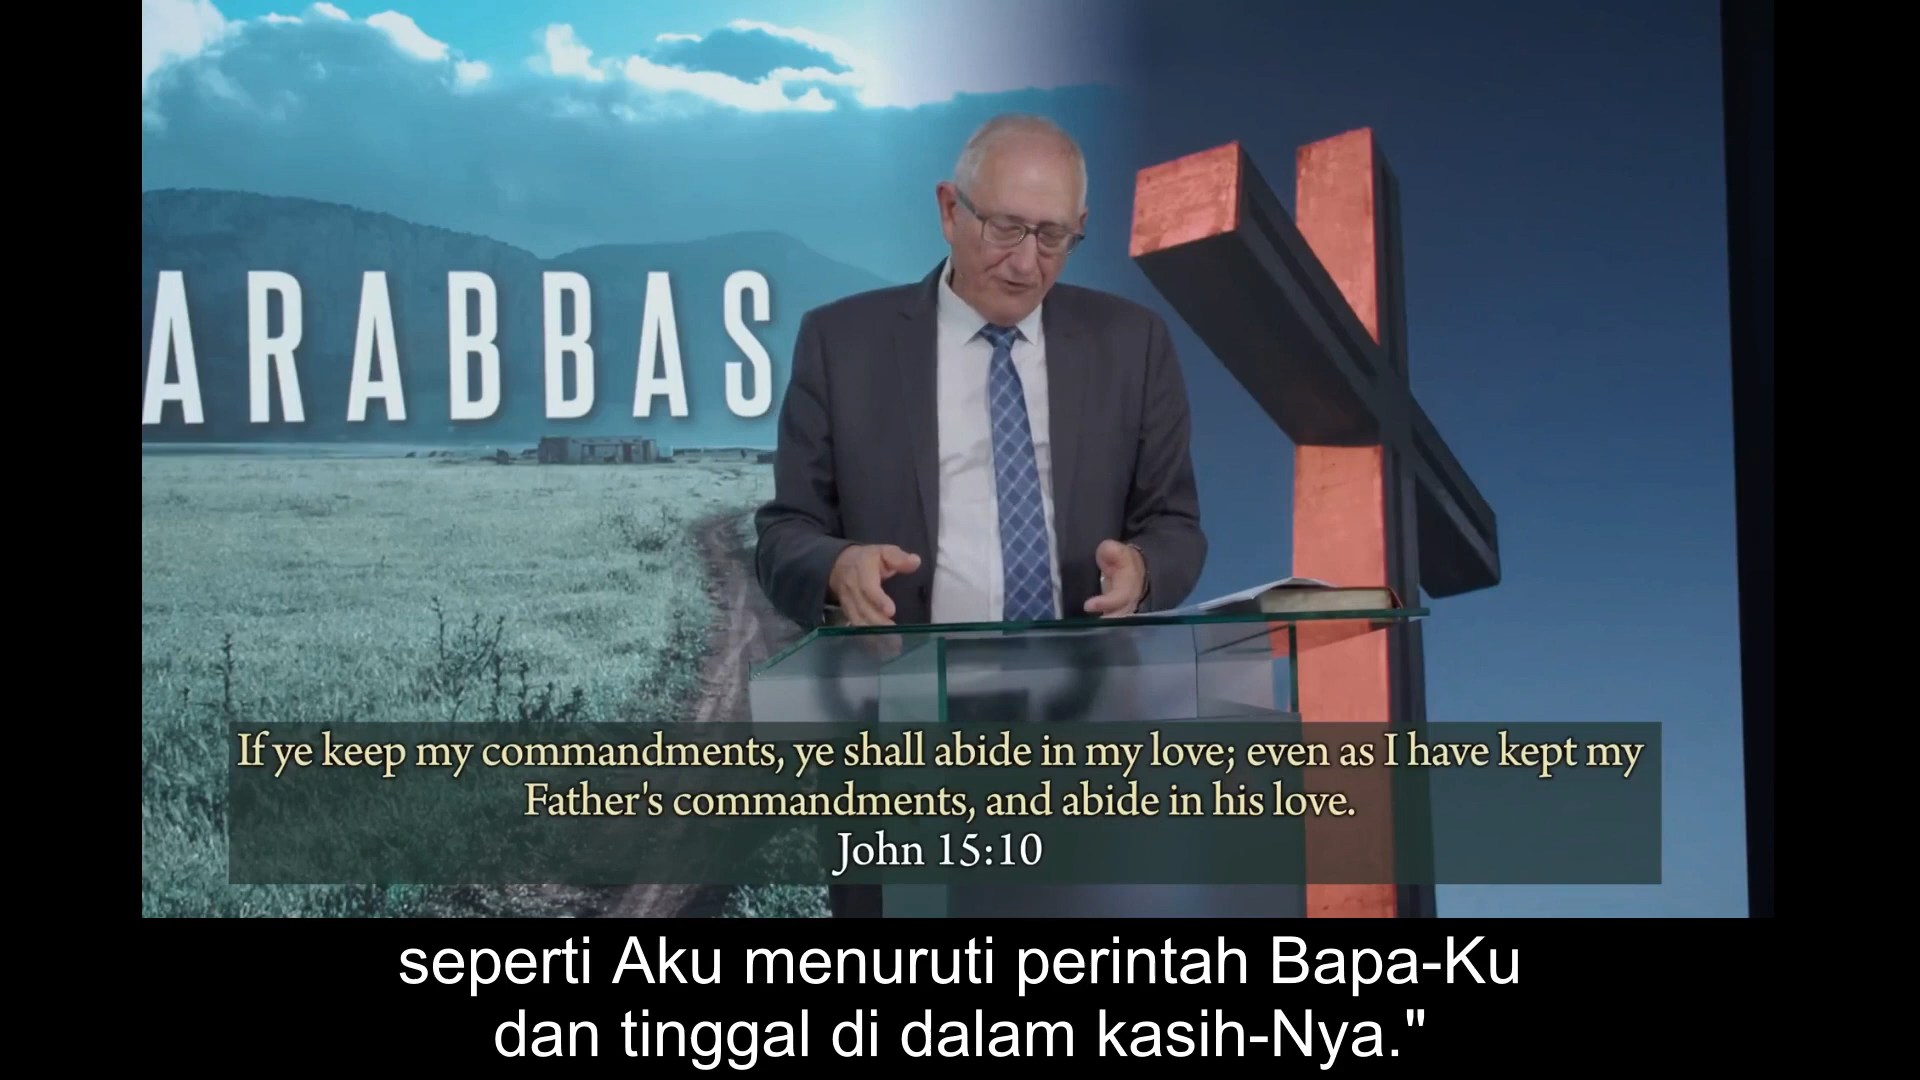 ARABBAS
If ye keep my commandments, ye shall abide in my love; even as I have kept my
Father's commandments, and abide in his love.
John 15:10
seperti Aku menuruti perintah Bapa-Ku
dan tinggal di dalam kasih-Nya."